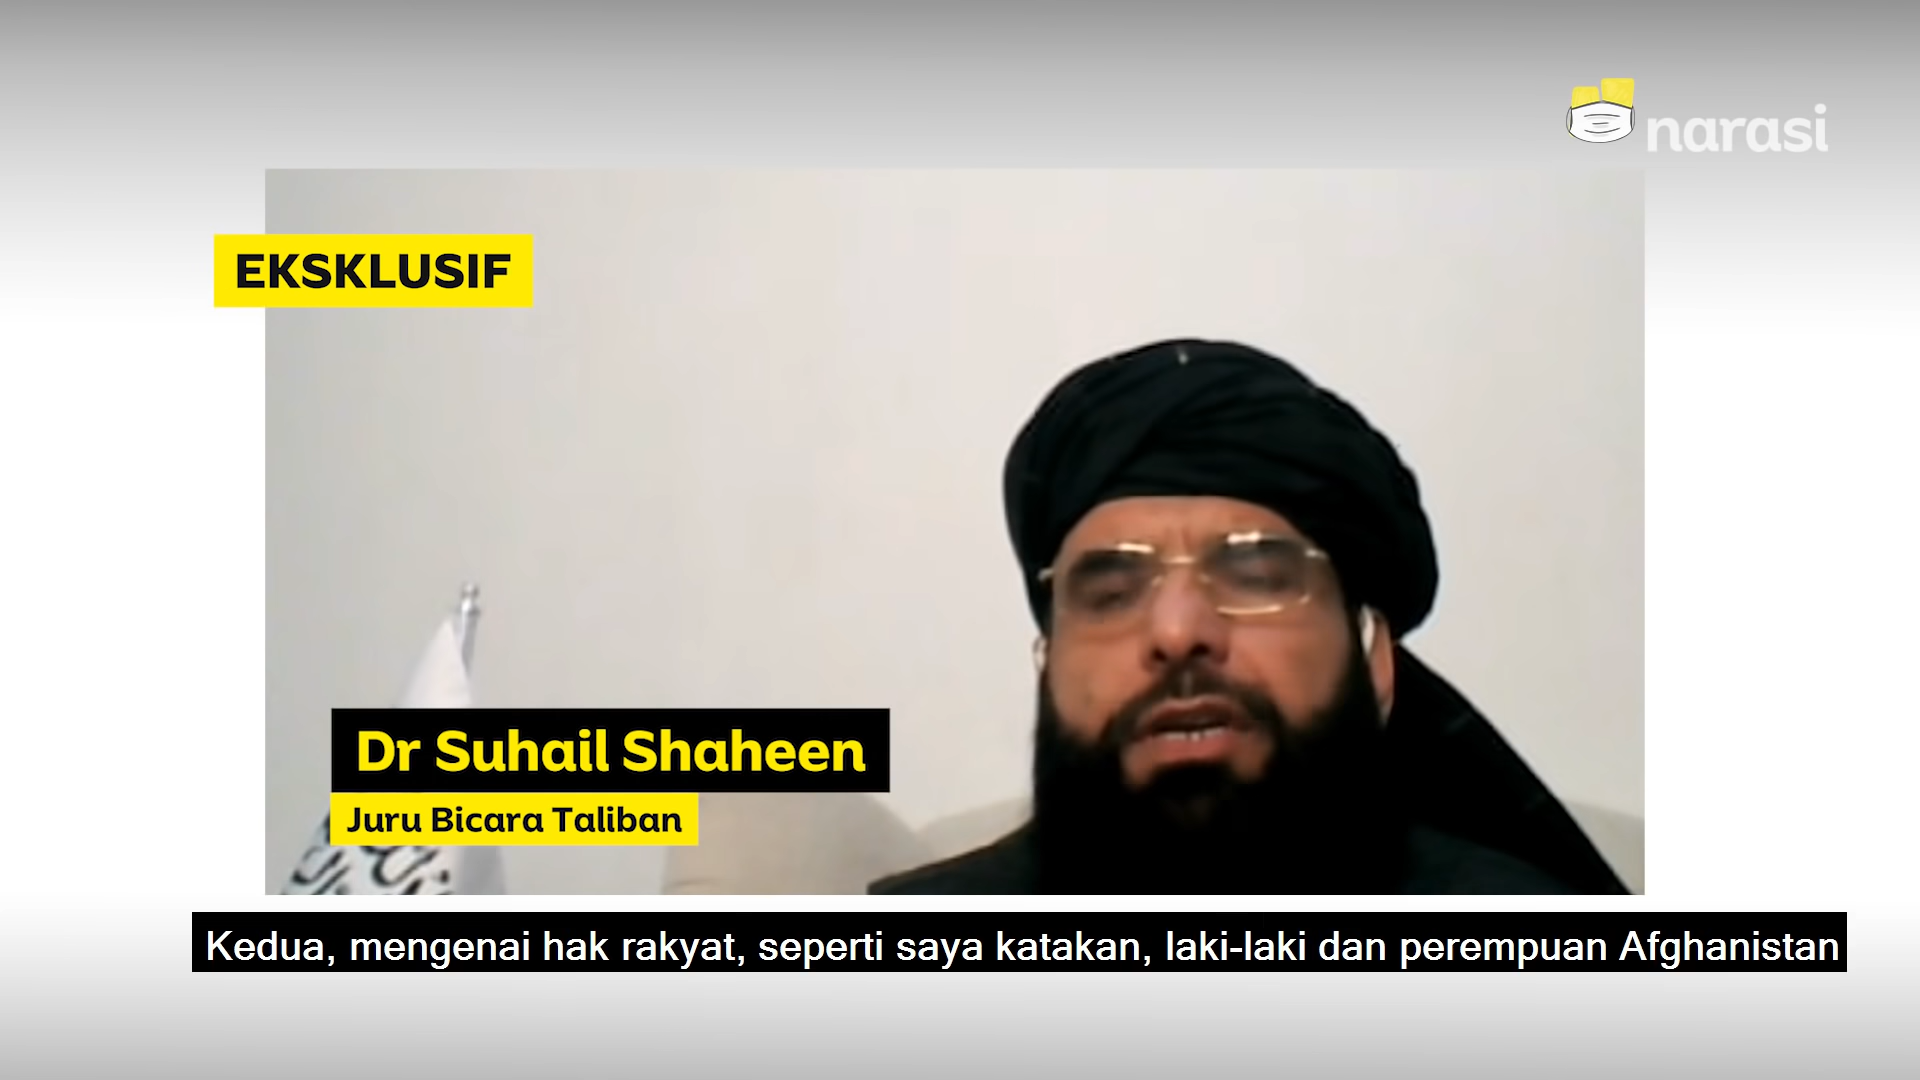 narasi
EKSKLUSIF
Dr Suhail Shaheen
Juru Bicara Taliban
Kedua, mengenai hak rakyat, seperti saya katakan, laki-laki dan perempuan Afghanistan